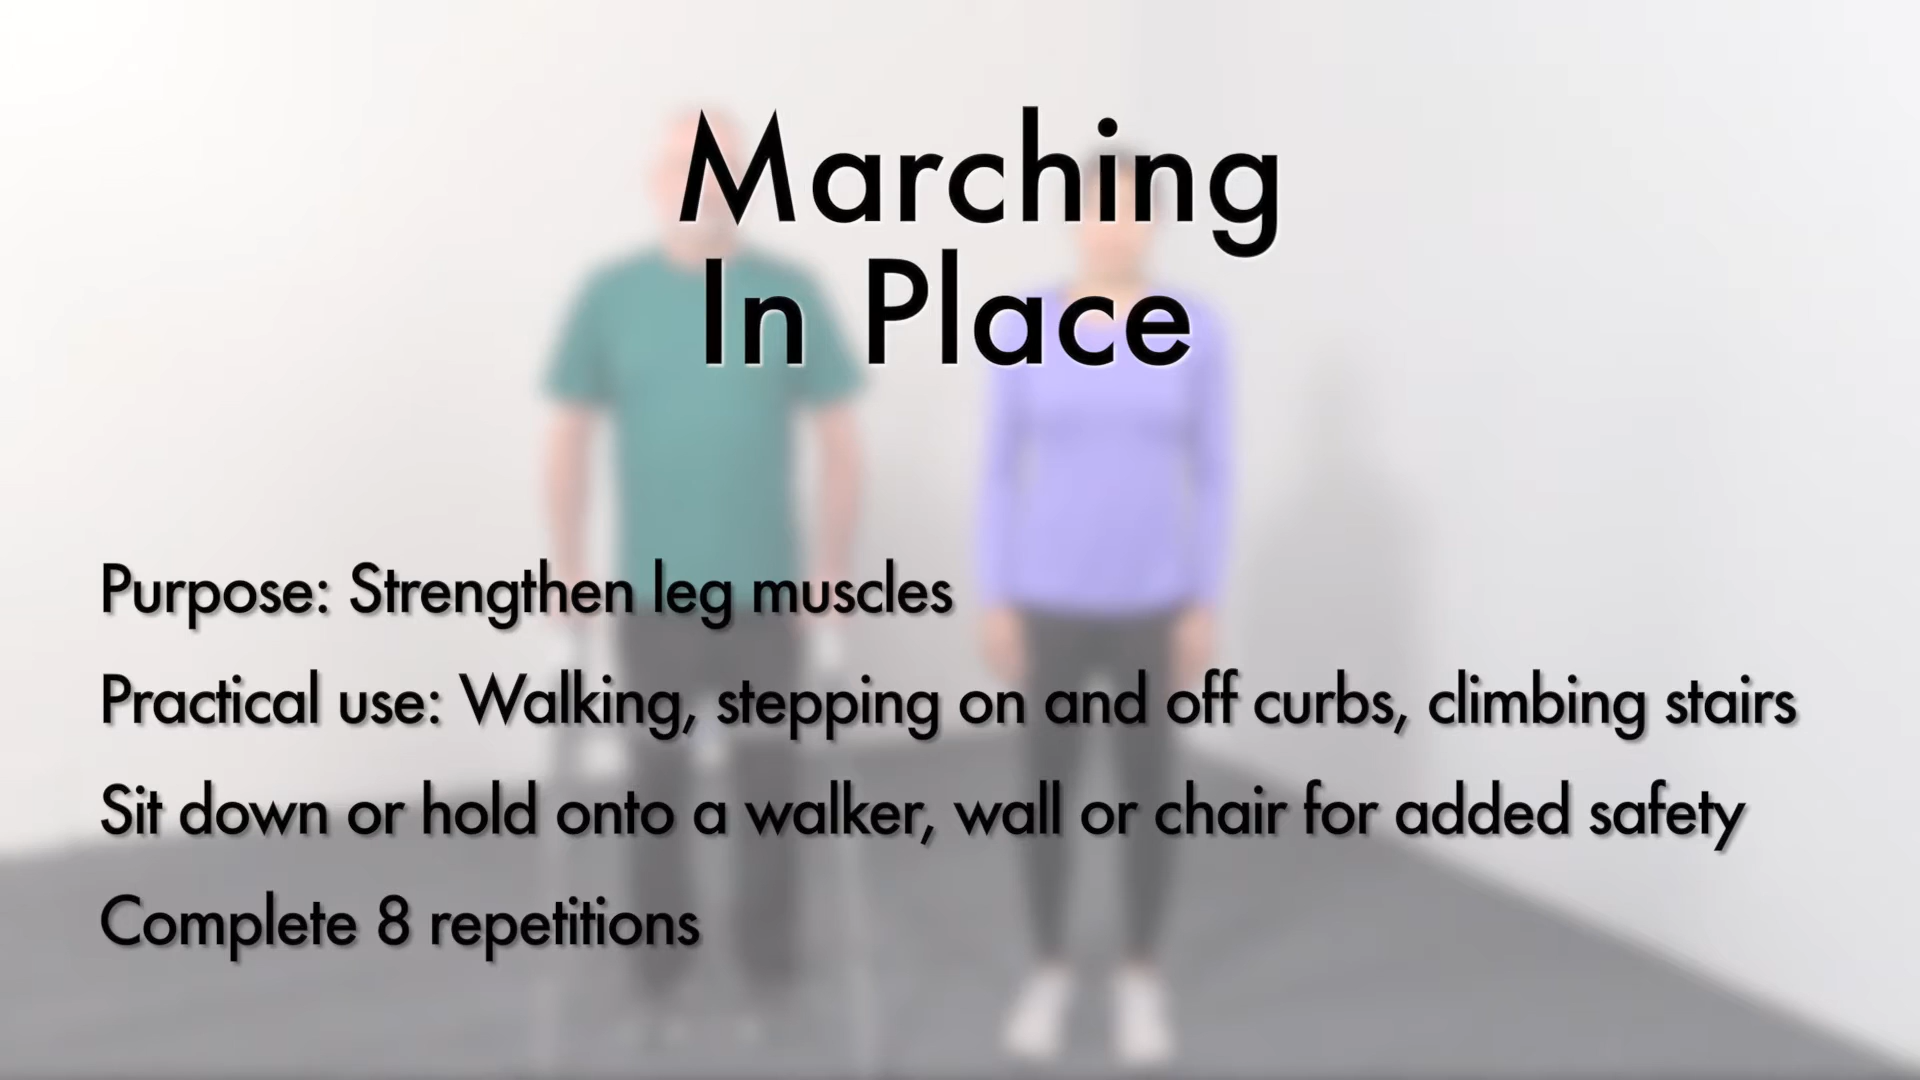 Marching
In Place
Purpose: Strengthen leg muscles
Practical use: Walking, stepping on and off curbs, climbing stairs
Sit down or hold onto a walker, wall or chair for added safety
Complete 8 repetitions